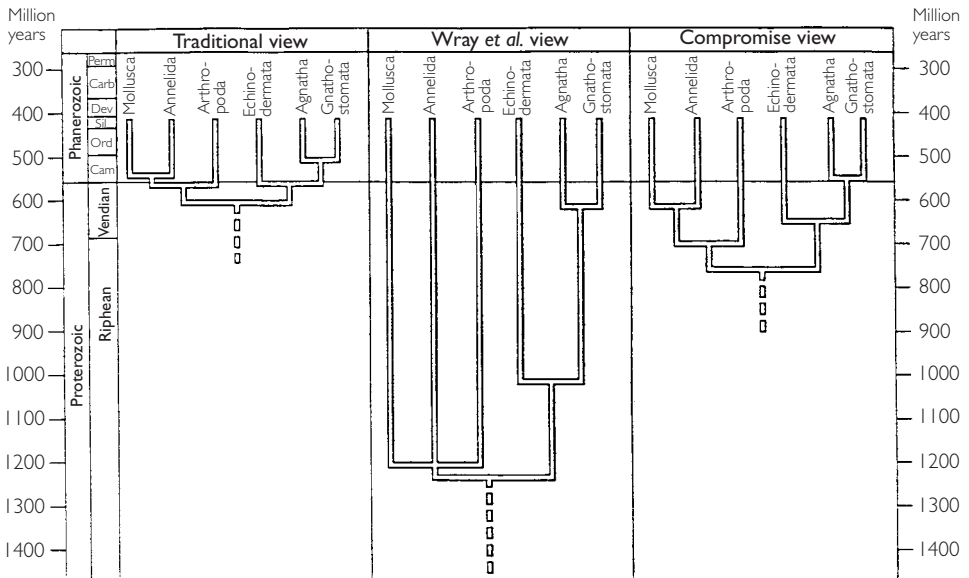 Million
years
Million
years
Traditional view
Wray et al. view
Compromise view
Mollusca
Annelida
Arthro-
poda
Echino-
dermata
Agnatha
Gnatho-
stomata
Mollusca
Annelida
Arthro-
poda
Echino-
dermata
Agnatha
Gnatho-
stomata
Mollusca
Annelida
Arthro-
poda
Echino-
dermata
Agnatha
Gnatho-
stomata
Phanerozoic
Perm
Carb
Dev
Sil
Ord
Cam
Proterozoic
Vendian
Riphean
300
400
500
600
700
800
900
1000
1100
1200
1300
1400
300
400
500
600
700
800
900
1000
1100
1200
1300
1400